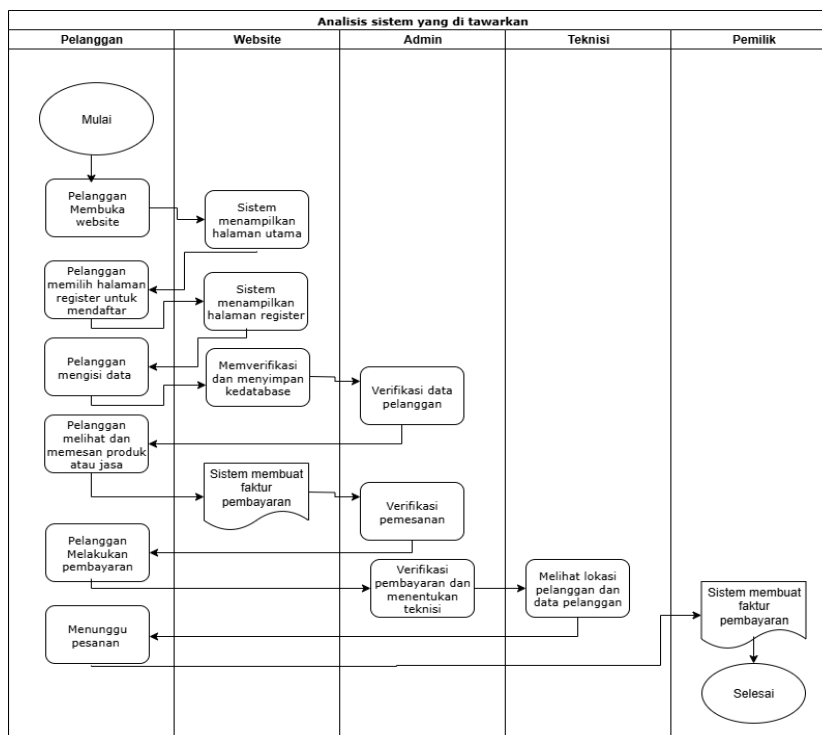 Analisis sistem yang di tawarkan
Pelanggan
Website
Admin
Teknisi
Pemilik
Mulai
Pelanggan
Membuka
website
Sistem
menampilkan
halaman utama
Pelanggan
memilih halaman
register untuk
mendaftar
Sistem
menampilkan
halaman register
Pelanggan
mengisi data
Memverifikasi
dan menyimpan
kedatabase
Verifikasi data
pelanggan
Pelanggan
melihat dan
memesan produk
atau jasa
Sistem membuat
faktur
pembayaran
Verifikasi
pemesanan
Pelanggan
Melakukan
pembayaran
Verifikasi
pembayaran dan
menentukan
teknisi
Melihat lokasi
pelanggan dan
data pelanggan
Menunggu
pesanan
Sistem membuat
faktur
pembayaran
Selesai